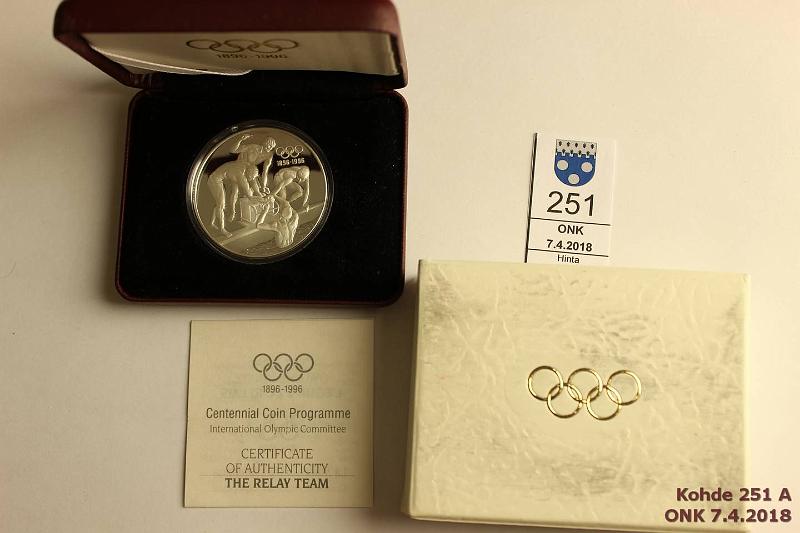 1896-1996
1896-1996
251
ONK
7.4.2018
Hinta
1896-1996
Centennial Coin Programme
International Olympic Committee
CERTIFICATE
OF AUTHENTICITY
THE RELAY TEAM
Kohde 251 A
ONK 7.4.2018